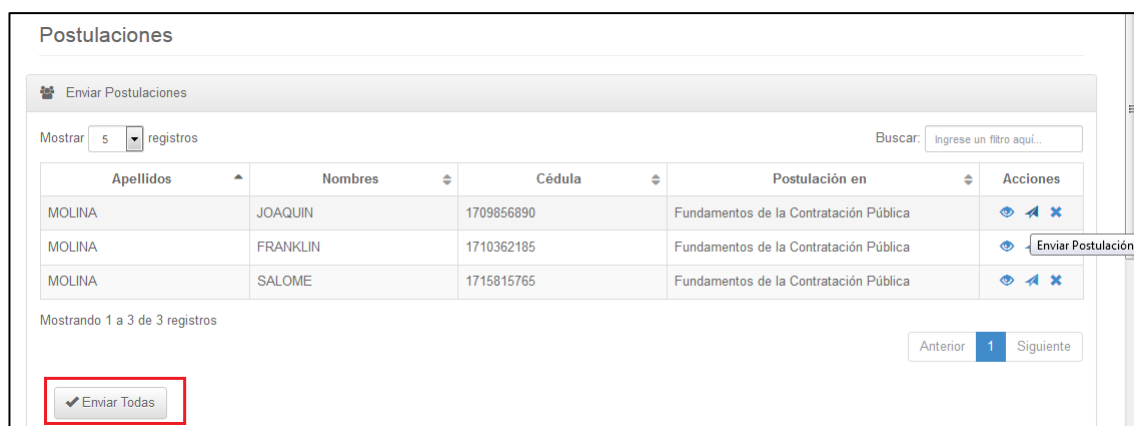 Postulaciones
Enviar Postulaciones
Mostrar 5 registros Buscar: Ingrese un flitro aquí...
Apellidos Nombres Cédula Postulación en Acciones
MOLINA JOAQUIN 1709856890 Fundamentos de la Contratación Pública
MOLINA FRANKLIN 1710362185 Fundamentos de la Contratación Pública Enviar Postulación
MOLINA SALOME 1715815765 Fundamentos de la Contratación Pública
Mostrando 1 a 3 de 3 registros
Anterior 1 Siguiente
Enviar Todas